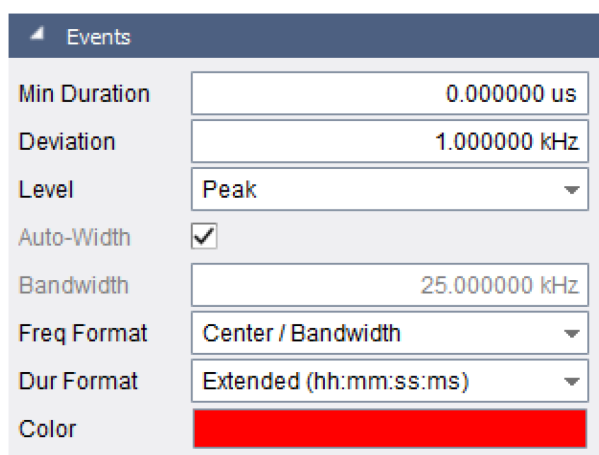 Events
Min Duration 0.000000 us
Deviation 1.000000 kHz
Level Peak
Auto-Width
Bandwidth 25.000000 kHz
Freq Format Center / Bandwidth
Dur Format Extended (hh:mm:ss:ms)
Color